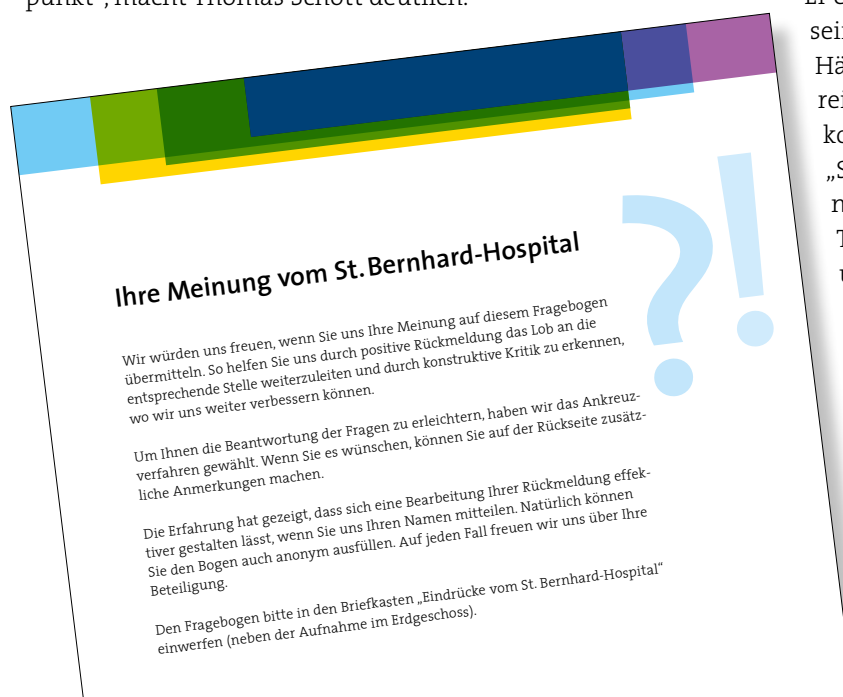 punkt“, macht Thomas Schott deutlich.
sein
?!
Ihre Meinung vom St. Bernhard-Hospital
Wir würden uns freuen, wenn Sie uns Ihre Meinung auf diesem Fragebogen
übermitteln. So helfen Sie uns durch positive Rückmeldung das Lob an die
entsprechende Stelle weiterzuleiten und durch konstruktive Kritik zu erkennen,
wo wir uns weiter verbessern können.
Um Ihnen die Beantwortung der Fragen zu erleichtern, haben wir das Ankreuz-
verfahren gewählt. Wenn Sie es wünschen, können Sie auf der Rückseite zusätz-
liche Anmerkungen machen.
Die Erfahrung hat gezeigt, dass sich eine Bearbeitung Ihrer Rückmeldung effek-
tiver gestalten lässt, wenn Sie uns Ihren Namen mitteilen. Natürlich können
Sie den Bogen auch anonym ausfüllen. Auf jeden Fall freuen wir uns über Ihre
Beteiligung.
Den Fragebogen bitte in den Briefkasten „Eindrücke vom St. Bernhard-Hospital“
einwerfen (neben der Aufnahme im Erdgeschoss).